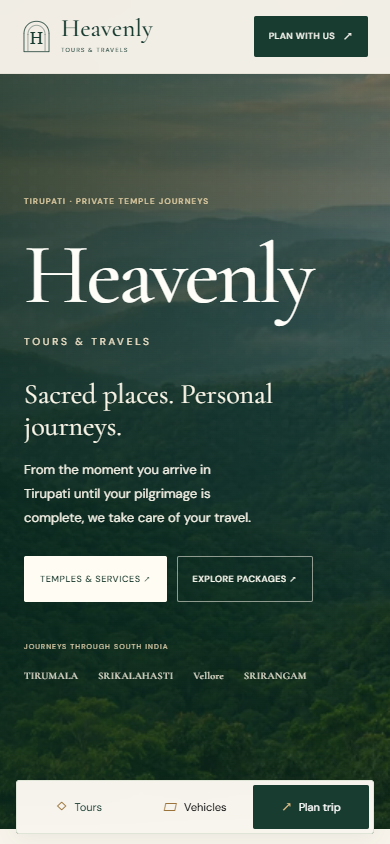 H
Heavenly
TOURS & TRAVELS
PLAN WITH US ↗
TIRUPATI · PRIVATE TEMPLE JOURNEYS
Heavenly
TOURS & TRAVELS
Sacred places. Personal
journeys.
From the moment you arrive in
Tirupati until your pilgrimage is
complete, we take care of your travel.
TEMPLES & SERVICES ↗
EXPLORE PACKAGES ↗
JOURNEYS THROUGH SOUTH INDIA
TIRUMALA SRIKALAHASTI Vellore SRIRANGAM
Tours
Vehicles
↗ Plan trip